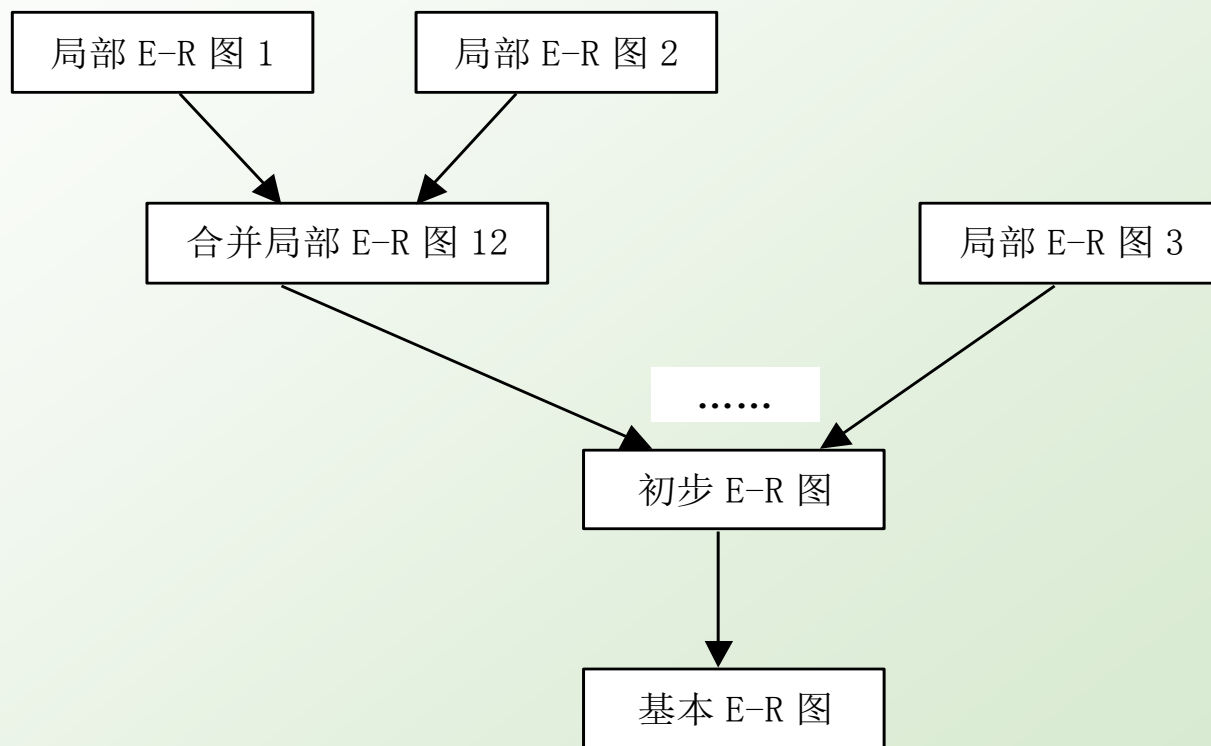 局部 E-R 图 1
局部 E-R 图 2
合并局部 E-R 图 12
局部 E-R 图 3
……
初步 E-R 图
基本 E-R 图